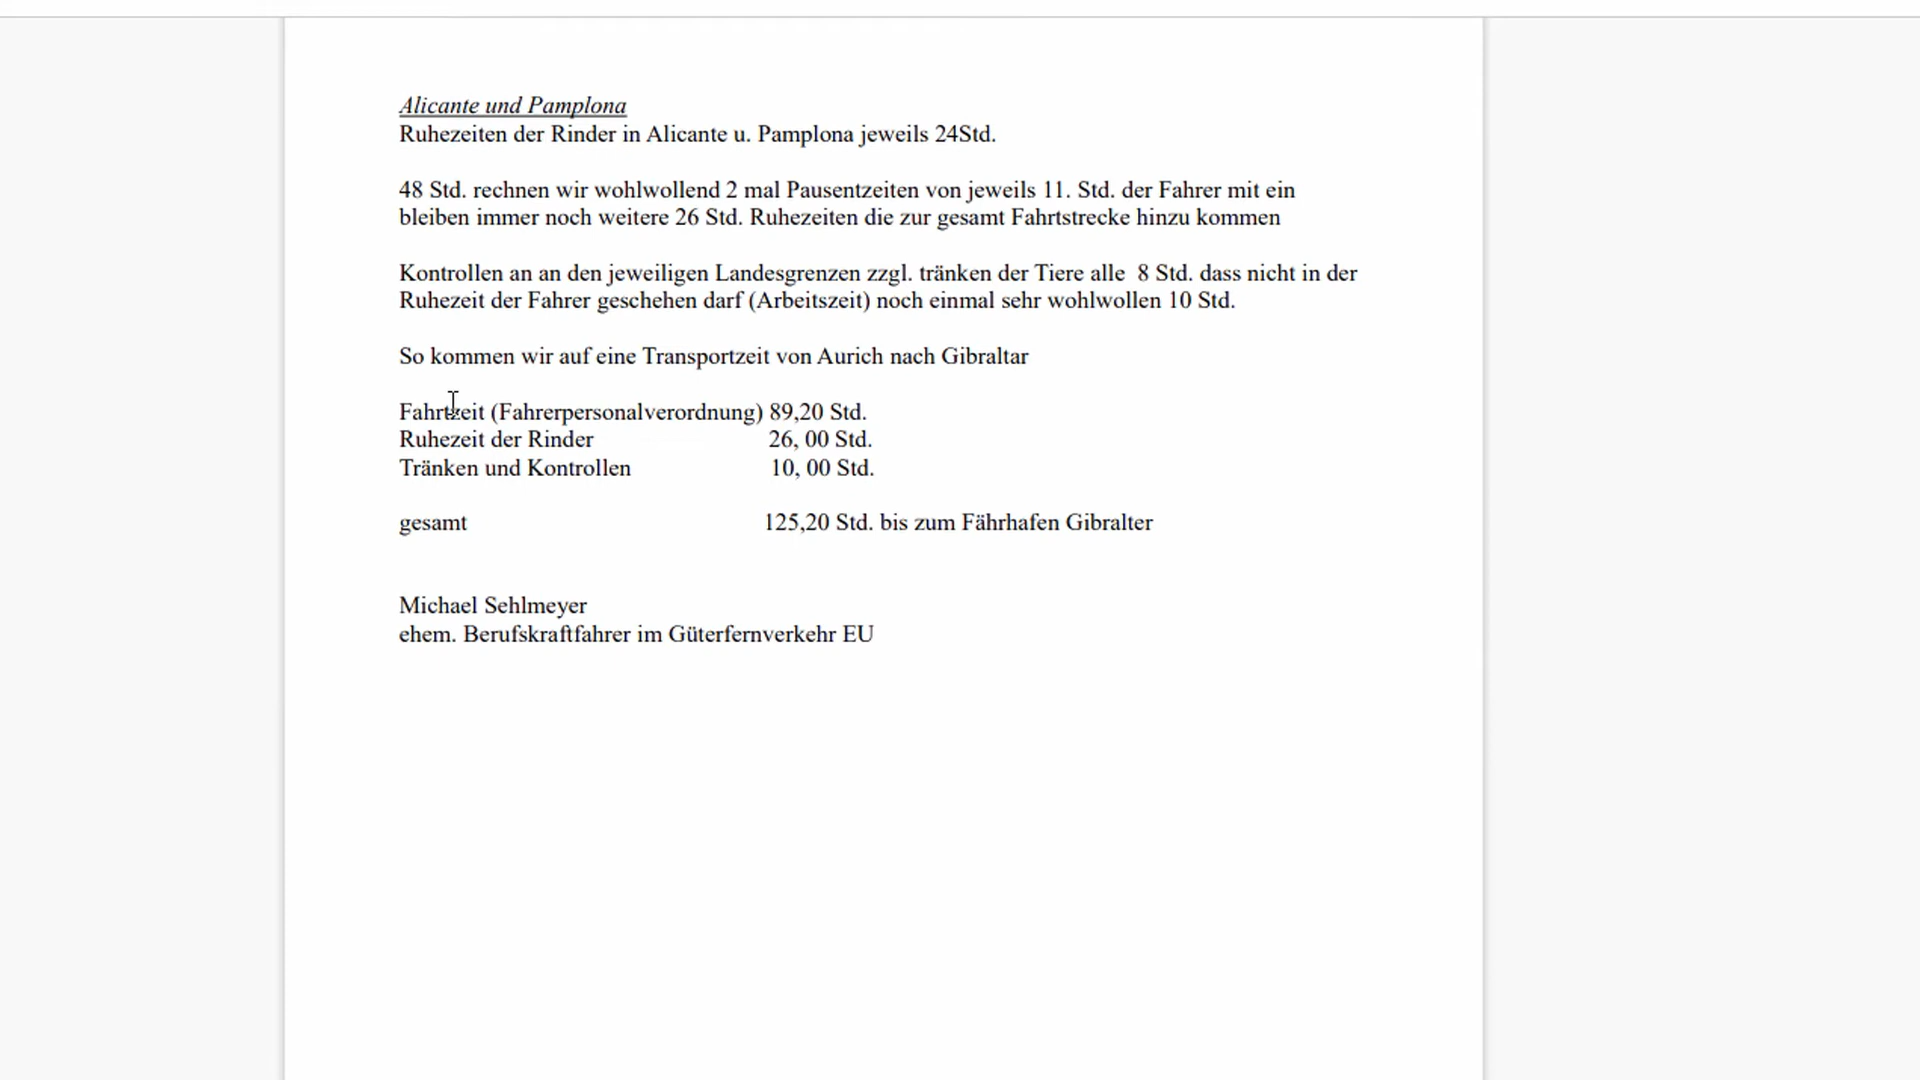 Alicante und Pamplona
Ruhezeiten der Rinder in Alicante u. Pamplona jeweils 24Std.
48 Std. rechnen wir wohlwollend 2 mal Pausentzeiten von jeweils 11. Std. der Fahrer mit ein
bleiben immer noch weitere 26 Std. Ruhezeiten die zur gesamt Fahrtstrecke hinzu kommen
Kontrollen an an den jeweiligen Landesgrenzen zzgl. tränken der Tiere alle  8 Std. dass nicht in der
Ruhezeit der Fahrer geschehen darf (Arbeitszeit) noch einmal sehr wohlwollen 10 Std.
So kommen wir auf eine Transportzeit von Aurich nach Gibraltar
Fahrtzeit (Fahrerpersonalverordnung) 89,20 Std.
Ruhezeit der Rinder 26, 00 Std.
Tränken und Kontrollen 10, 00 Std.
gesamt 125,20 Std. bis zum Fährhafen Gibralter
Michael Sehlmeyer
ehem. Berufskraftfahrer im Güterfernverkehr EU